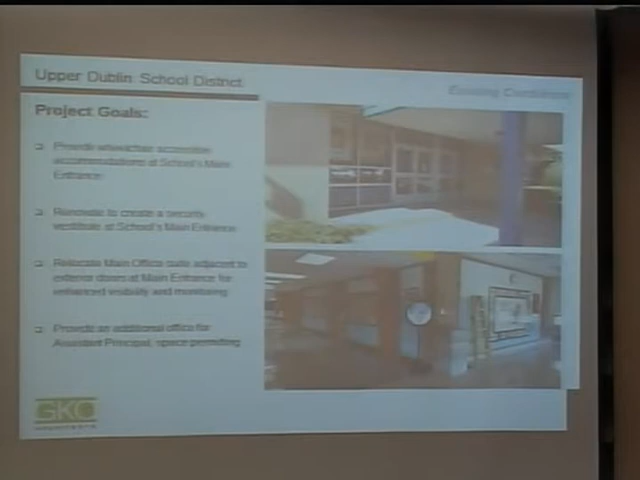 Upper Dublin School District
Existing Conditions
Project Goals:
Provide wheelchair accessible
accommodations at School's Main
Entrance
Renovate to create a security
vestibule at School's Main Entrance
Relocate Main Office suite adjacent to
exterior doors at Main Entrance for
enhanced visibility and monitoring
Provide an additional office for
Assistant Principal, space permitting
GKO